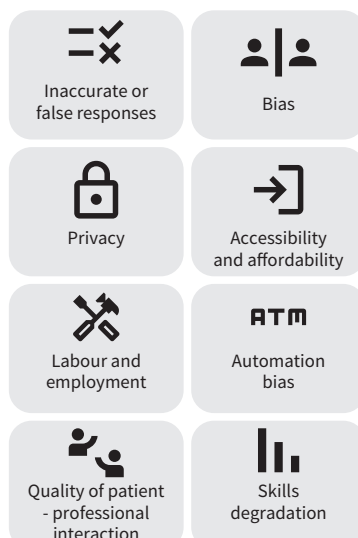 Inaccurate or
false responses
Bias
Privacy
Accessibility
and affordability
Labour and
employment
ATM
Automation
bias
Quality of patient
- professional
interaction
Skills
degradation